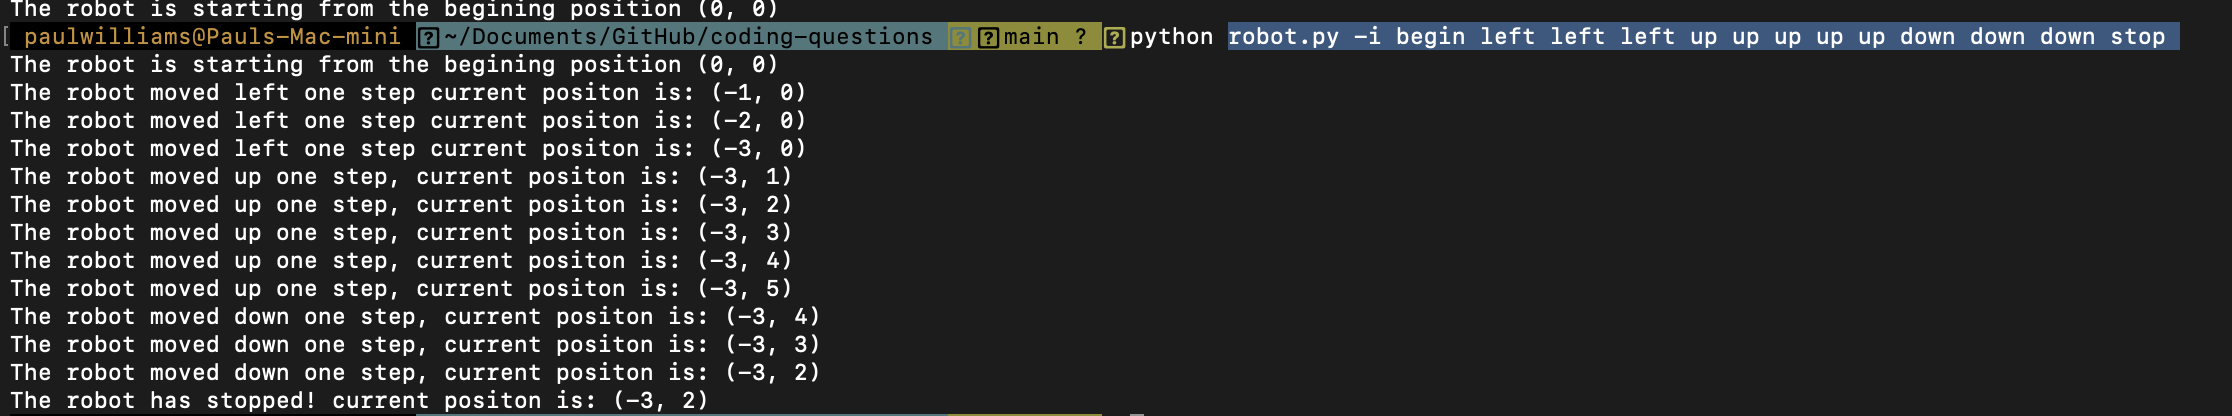 The robot is starting from the begining position (0, 0)
[ paulwilliams@Pauls-Mac-mini ~/Documents/GitHub/coding-questions main ? python robot.py -i begin left left left up up up up up down down down stop
The robot is starting from the begining position (0, 0)
The robot moved left one step current positon is: (-1, 0)
The robot moved left one step current positon is: (-2, 0)
The robot moved left one step current positon is: (-3, 0)
The robot moved up one step, current positon is: (-3, 1)
The robot moved up one step, current positon is: (-3, 2)
The robot moved up one step, current positon is: (-3, 3)
The robot moved up one step, current positon is: (-3, 4)
The robot moved up one step, current positon is: (-3, 5)
The robot moved down one step, current positon is: (-3, 4)
The robot moved down one step, current positon is: (-3, 3)
The robot moved down one step, current positon is: (-3, 2)
The robot has stopped! current positon is: (-3, 2)